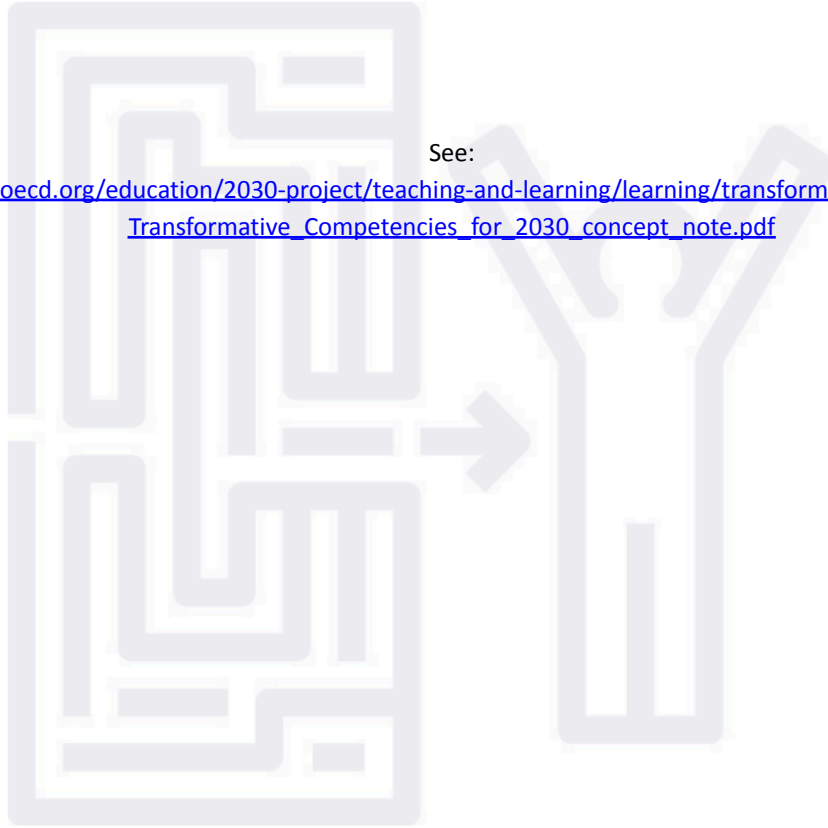 See:
oecd.org/education/2030-project/teaching-and-learning/learning/transform
Transformative_Competencies_for_2030_concept_note.pdf